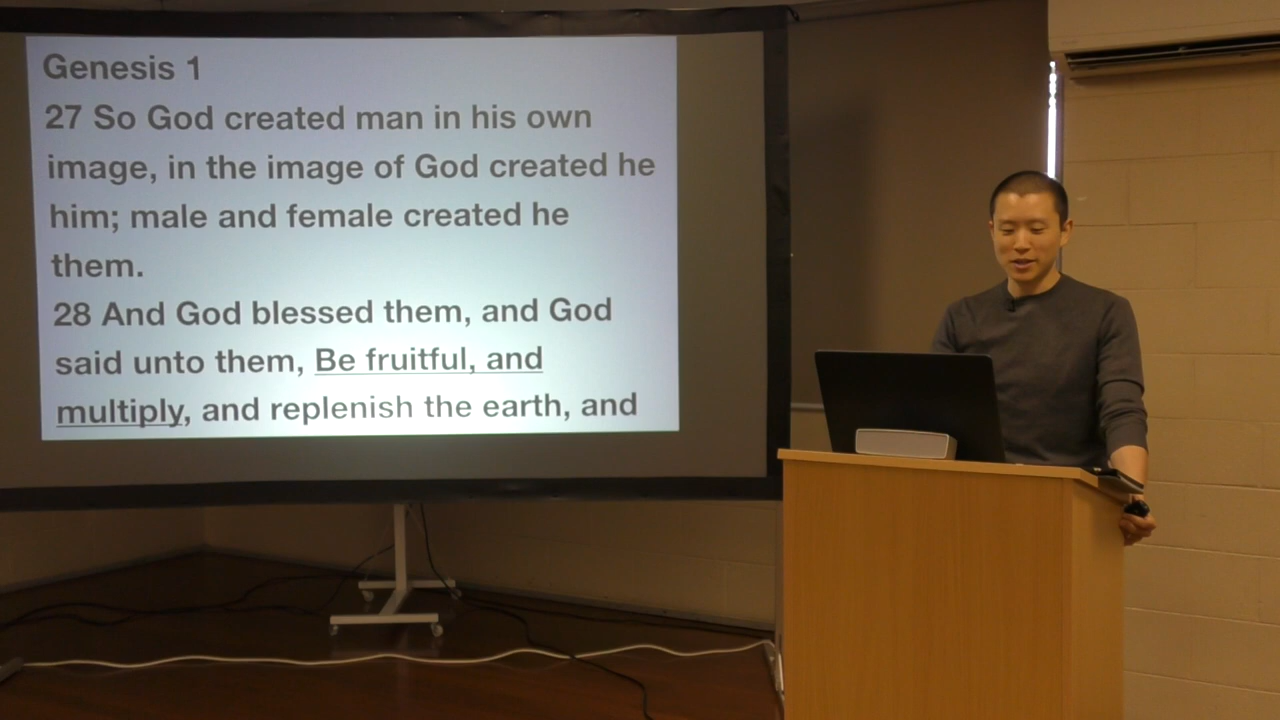 Genesis 1
27 So God created man in his own
image, in the image of God created he
him; male and female created he
them.
28 And God blessed them, and God
said unto them, Be fruitful, and
multiply, and replenish the earth, and